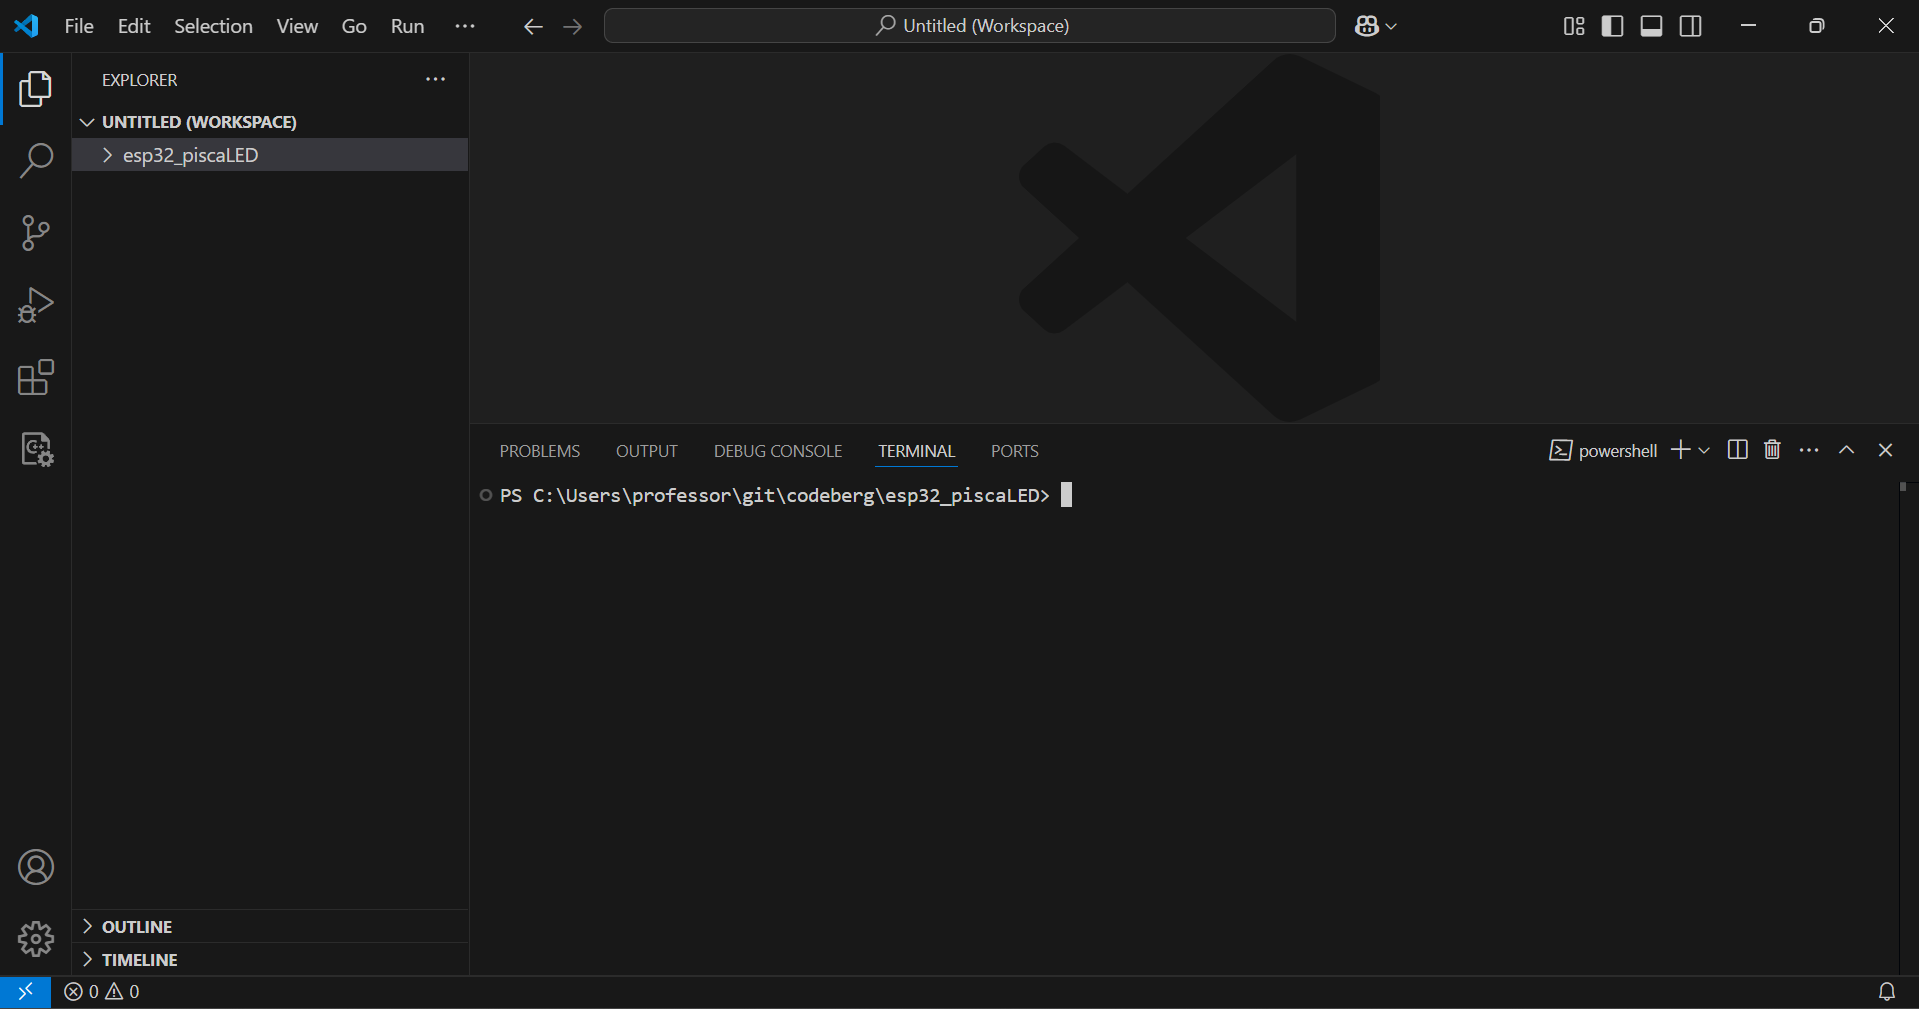 File Edit Selection View Go Run ···
Untitled (Workspace)
EXPLORER
UNTITLED (WORKSPACE)
esp32_piscaLED
PROBLEMS OUTPUT DEBUG CONSOLE TERMINAL PORTS
powershell
PS C:\Users\professor\git\codeberg\esp32_piscaLED>
OUTLINE
TIMELINE
0 0